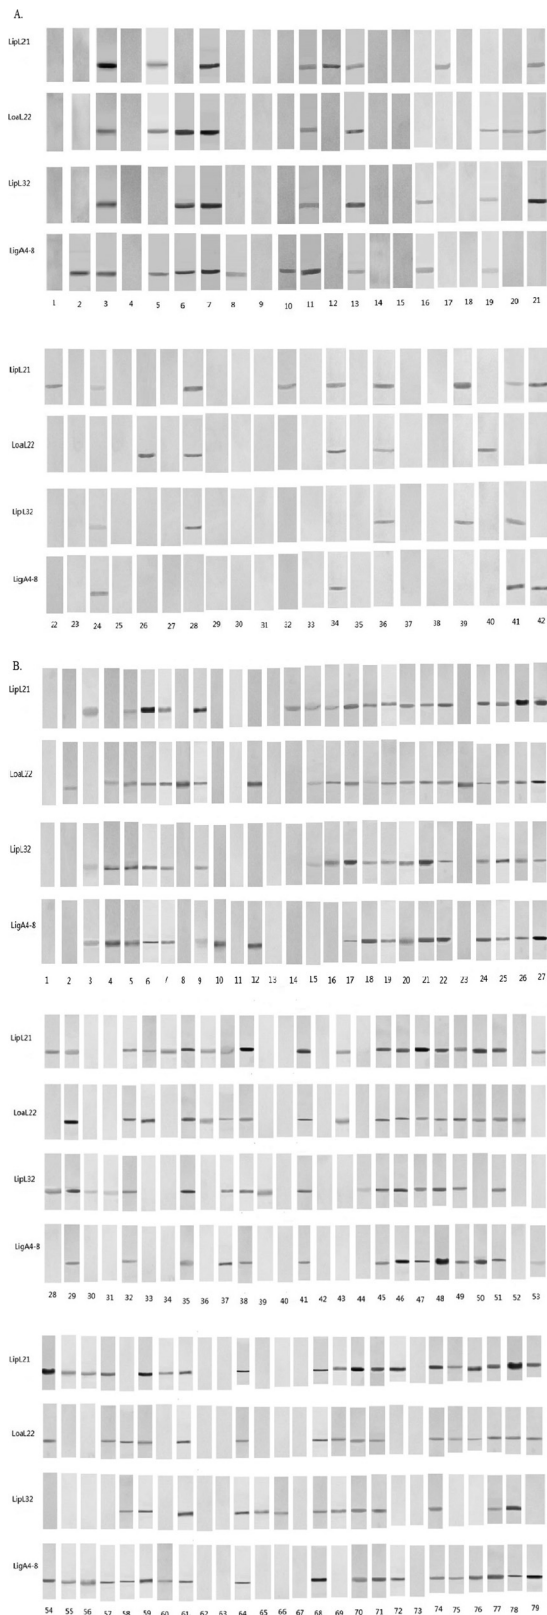 A.
LipL21
LoaL22
LipL32
LigA4-8
1 2 3 4 5 6 7 8 9 10 11 12 13 14 15 16 17 18 19 20 21
LipL21
LoaL22
LipL32
LigA4-8
22 23 24 25 26 27 28 29 30 31 32 33 34 35 36 37 38 39 40 41 42
B.
LipL21
LoaL22
LipL32
LigA4-8
1 2 3 4 5 6 7 8 9 10 11 12 13 14 15 16 17 18 19 20 21 22 23 24 25 26 27
LipL21
LoaL22
LipL32
LigA4-8
28 29 30 31 32 33 34 35 36 37 38 39 40 41 42 43 44 45 46 47 48 49 50 51 52 53
LipL21
LoaL22
LipL32
LigA4-8
54 55 56 57 58 59 60 61 62 63 64 65 66 67 68 69 70 71 72 73 74 75 76 77 78 79